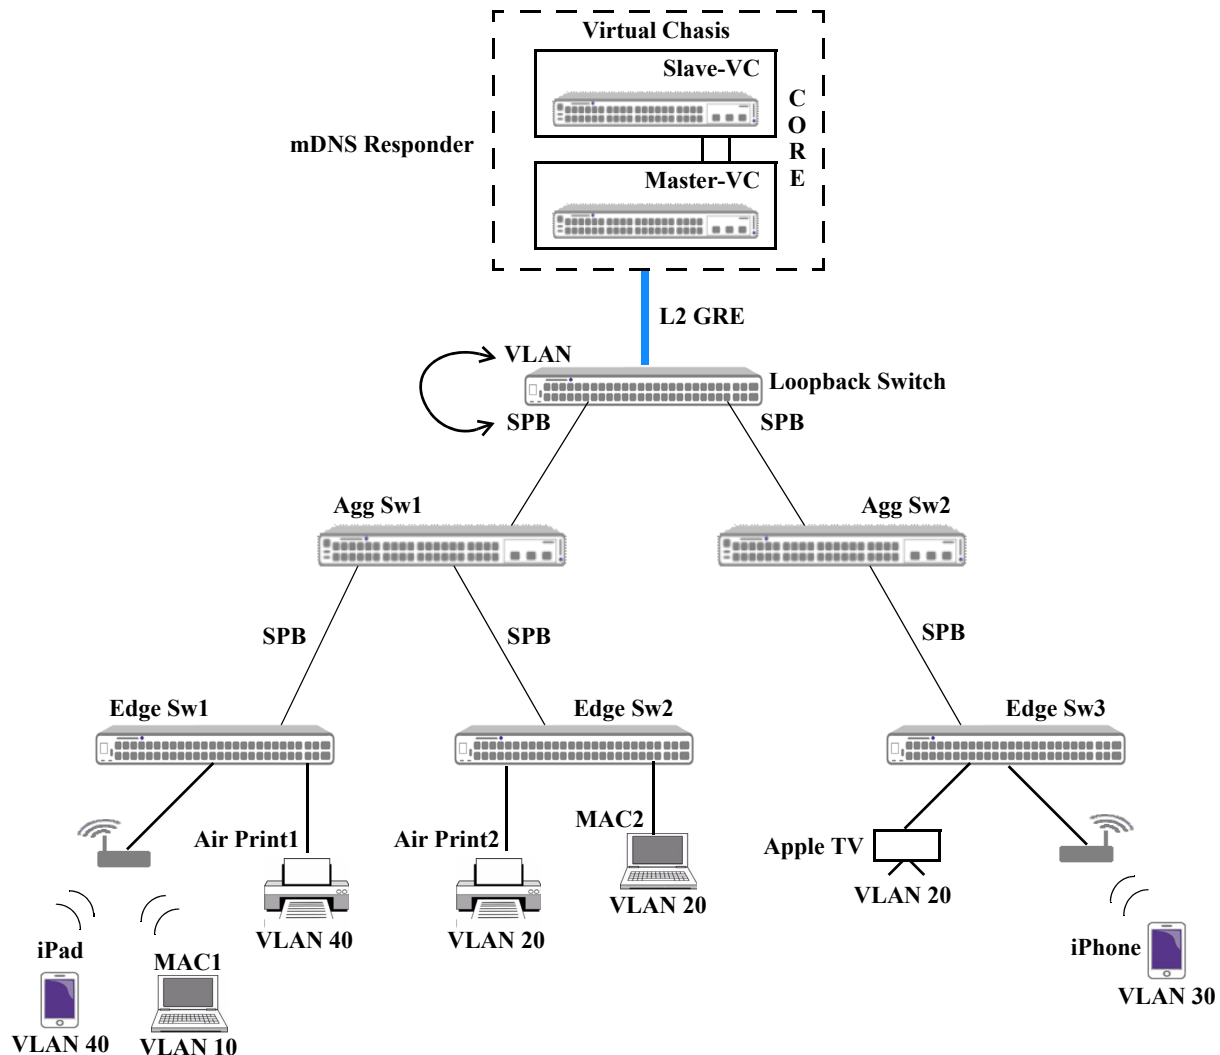 Virtual Chasis
Slave-VC
CORE
mDNS Responder
Master-VC
L2 GRE
VLAN
Loopback Switch
SPB
SPB
Agg Sw1
Agg Sw2
SPB
SPB
SPB
Edge Sw1
Edge Sw2
Edge Sw3
MAC2
Air Print1
Air Print2
Apple TV
VLAN 20
VLAN 20
VLAN 40
VLAN 20
iPad
MAC1
iPhone
VLAN 30
VLAN 40
VLAN 10